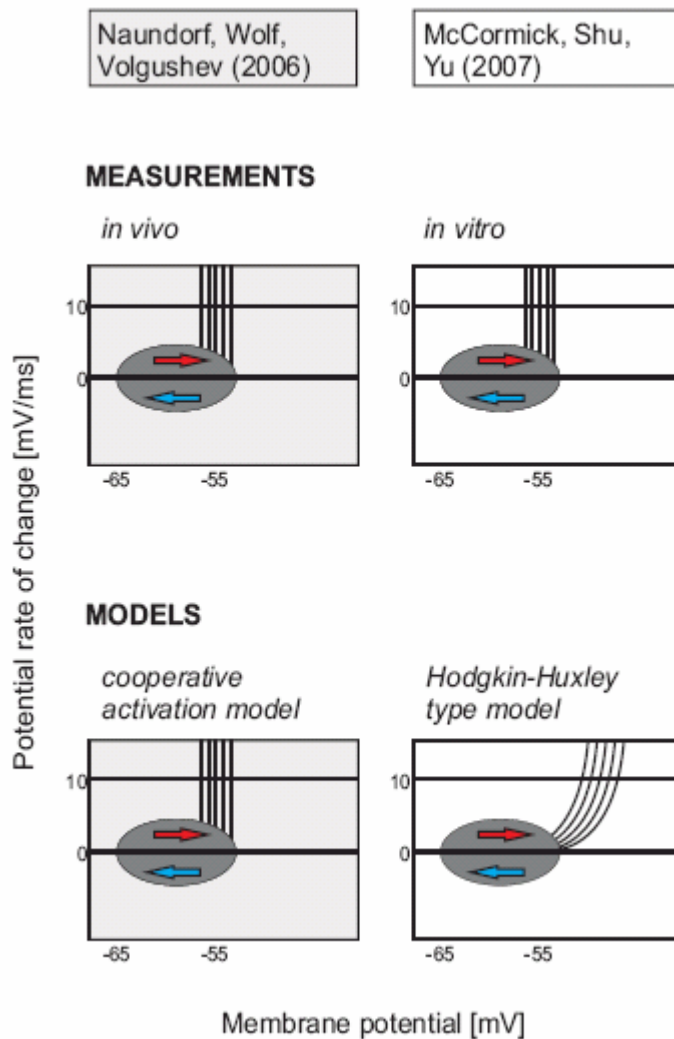 Naundorf, Wolf,
Volgushev (2006)
McCormick, Shu,
Yu (2007)
MEASUREMENTS
in vivo
in vitro
10
0
-65
-55
10
0
-65
-55
Potential rate of change [mV/ms]
MODELS
cooperative
activation model
Hodgkin-Huxley
type model
10
0
-65
-55
10
0
-65
-55
Membrane potential [mV]